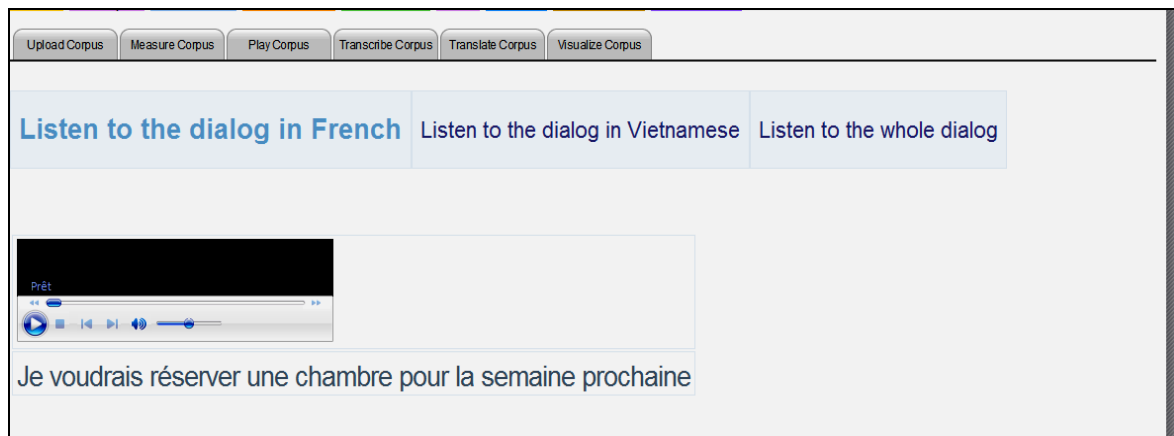 Upload Corpus Measure Corpus Play Corpus Transcribe Corpus Translate Corpus Visualize Corpus
Listen to the dialog in French Listen to the dialog in Vietnamese Listen to the whole dialog
Prêt
Je voudrais réserver une chambre pour la semaine prochaine